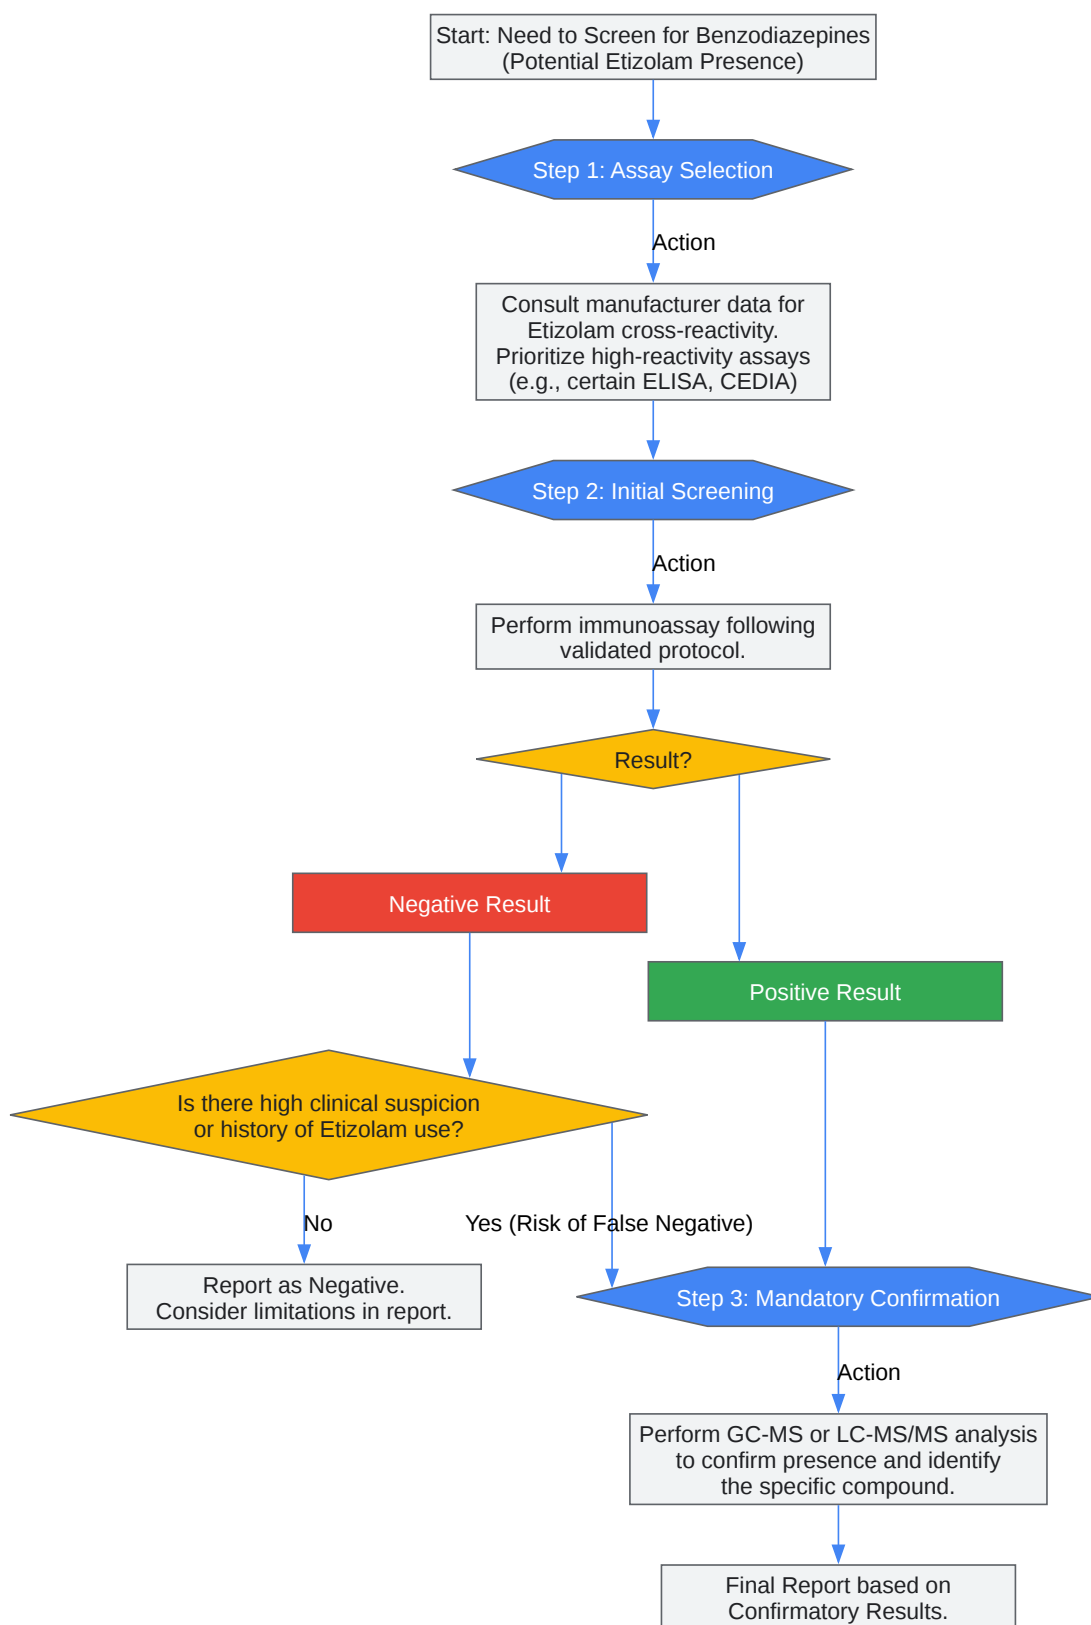 Start: Need to Screen for Benzodiazepines
(Potential Etizolam Presence)
Step 1: Assay Selection
Action
Consult manufacturer data for
Etizolam cross-reactivity.
Prioritize high-reactivity assays
(e.g., certain ELISA, CEDIA)
Step 2: Initial Screening
Action
Perform immunoassay following
validated protocol.
Result?
Negative Result
Positive Result
Is there high clinical suspicion
or history of Etizolam use?
No
Yes (Risk of False Negative)
Report as Negative.
Consider limitations in report.
Step 3: Mandatory Confirmation
Action
Perform GC-MS or LC-MS/MS analysis
to confirm presence and identify
the specific compound.
Final Report based on
Confirmatory Results.